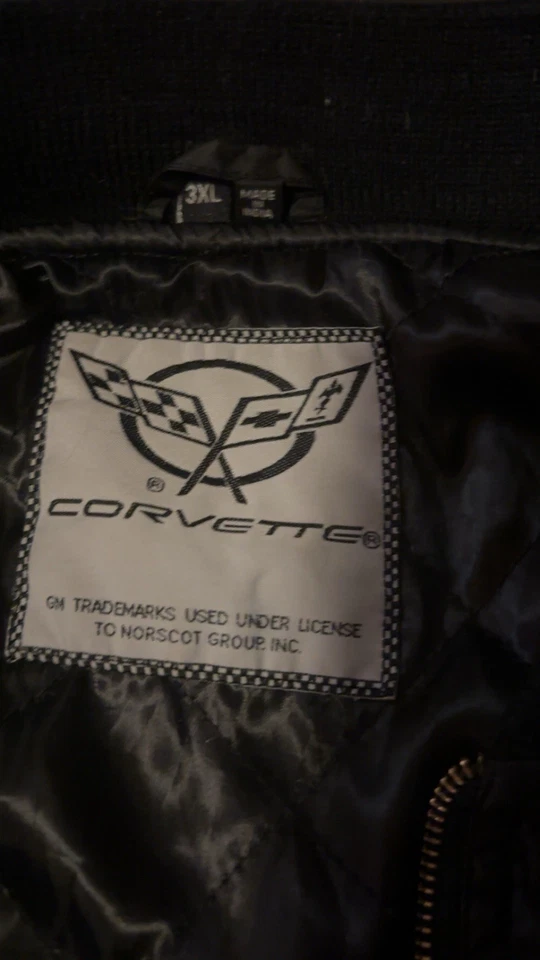 3XL
MADE
IN
INDIA
®
CORVETTE®
GM TRADEMARKS USED UNDER LICENSE
TO NORSCOT GROUP, INC.